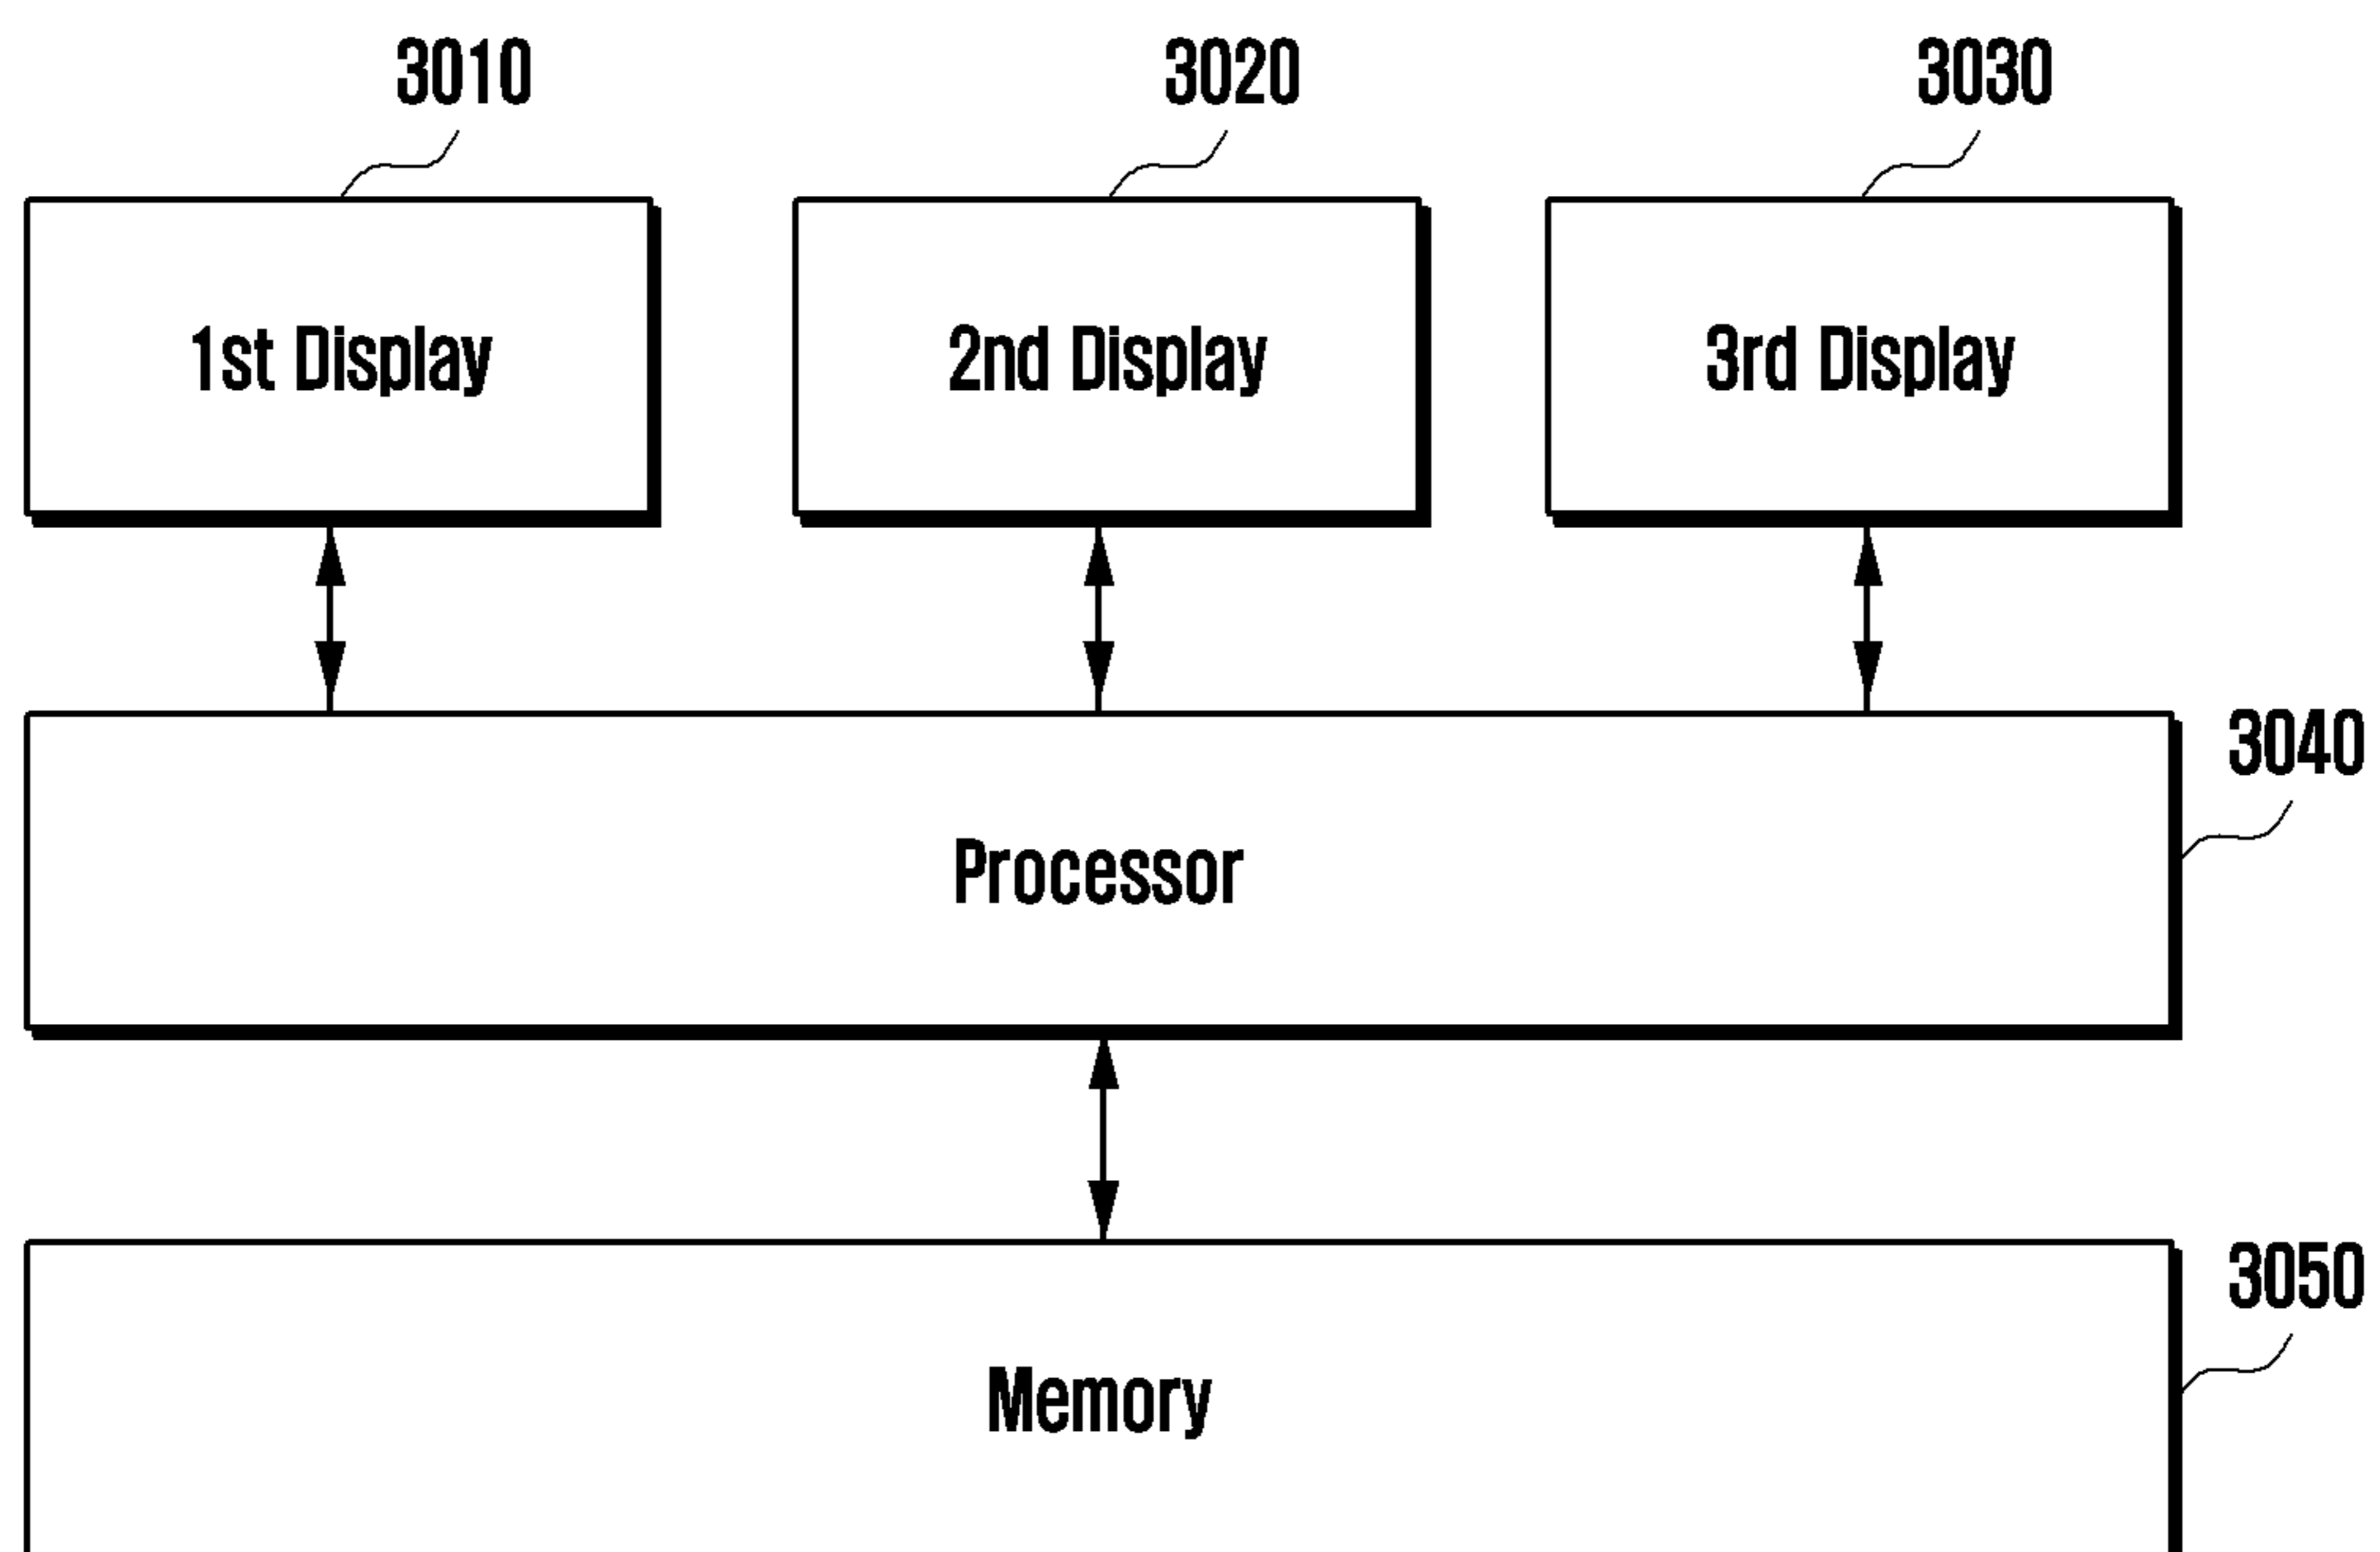 3010 3020 3030
1st Display 2nd Display 3rd Display
3040
Processor
3050
Memory